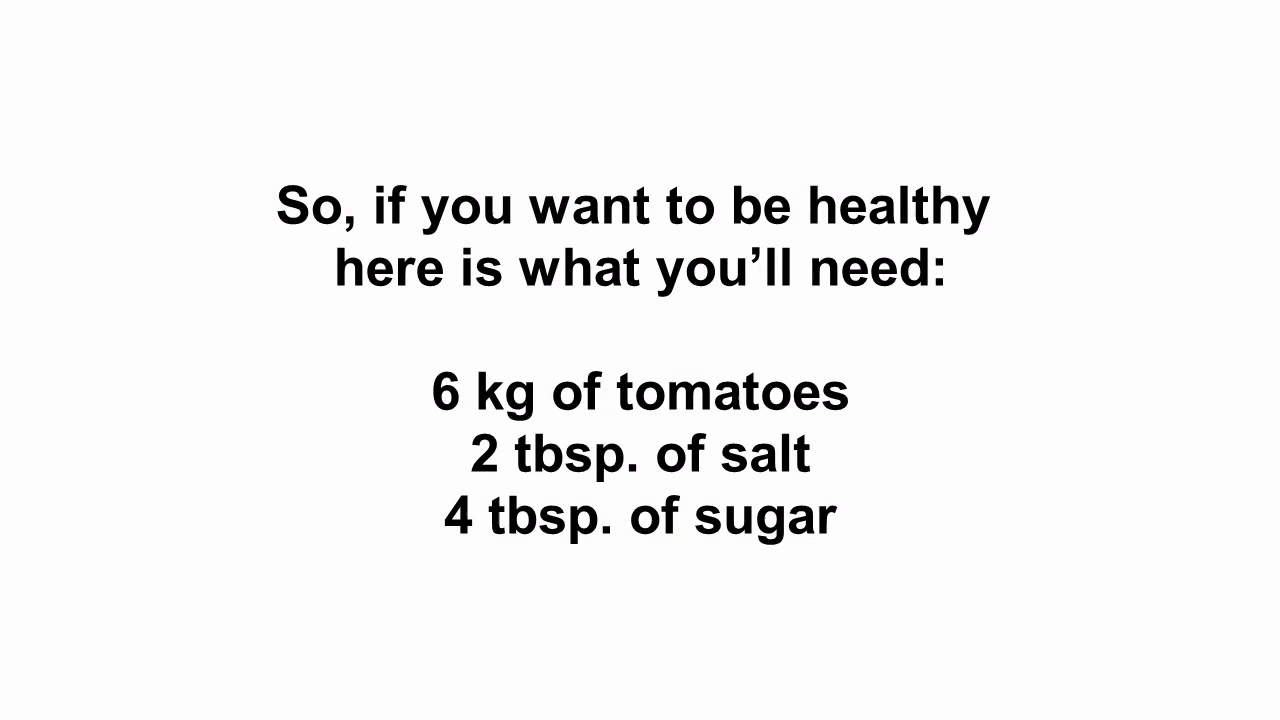 So, if you want to be healthy
here is what you’ll need:
6 kg of tomatoes
2 tbsp. of salt
4 tbsp. of sugar